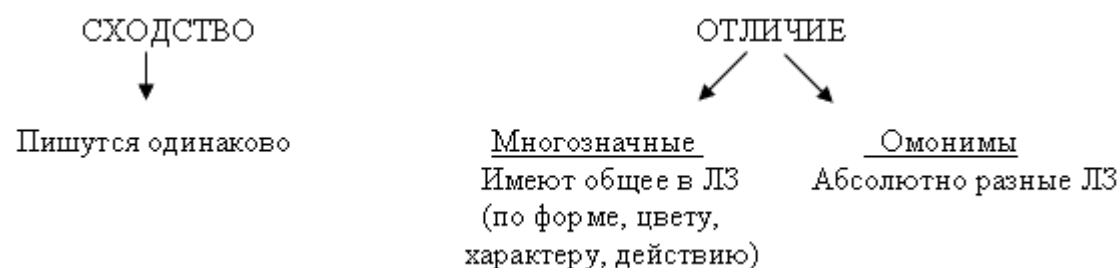 СХОДСТВО
ОТЛИЧИЕ
Пишутся одинаково
Многозначные
Имеют общее в ЛЗ
(по форме, цвету,
характеру, действию)
Омонимы
Абсолютно разные ЛЗ